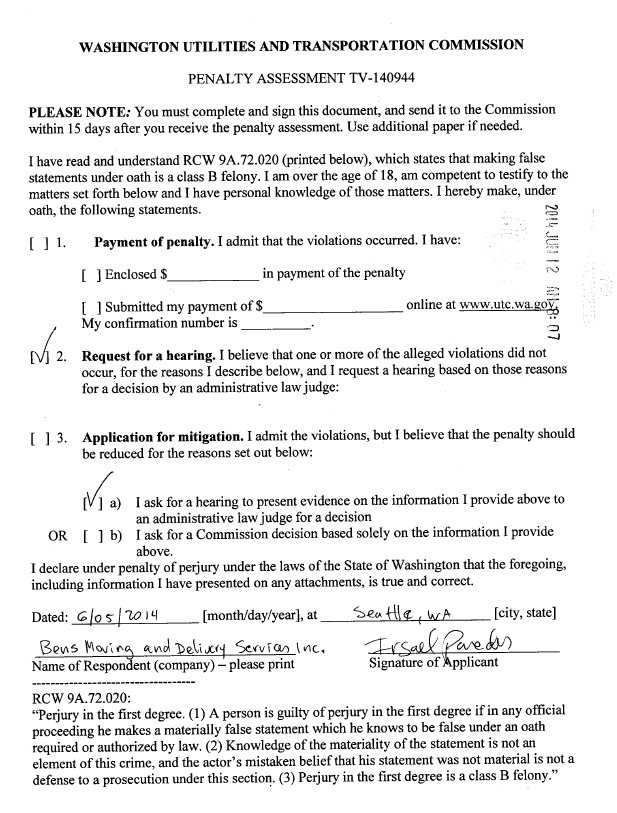 WASHINGTON UTILITIES AND TRANSPORTATION COMMISSION
PENALTY ASSESSMENT TV-140944
PLEASE NOTE: You must complete and sign this document, and send it to the Commission
within 15 days after you receive the penalty assessment. Use additional paper if needed.
I have read and understand RCW 9A.72.020 (printed below), which states that making false
statements under oath is a class B felony. I am over the age of 18, am competent to testify to the
matters set forth below and I have personal knowledge of those matters. I hereby make, under
oath, the following statements.
[ ] 1. Payment of penalty. I admit that the violations occurred. I have:
[ ] Enclosed $____________ in payment of the penalty
[ ] Submitted my payment of $__________________ online at www.utc.wa.gov.
My confirmation number is _________.
2014 JUN 12 AM 8:07
[√] 2. Request for a hearing. I believe that one or more of the alleged violations did not
occur, for the reasons I describe below, and I request a hearing based on those reasons
for a decision by an administrative law judge:
[ ] 3. Application for mitigation. I admit the violations, but I believe that the penalty should
be reduced for the reasons set out below:
[√] a) I ask for a hearing to present evidence on the information I provide above to
an administrative law judge for a decision
OR [ ] b) I ask for a Commission decision based solely on the information I provide
above.
I declare under penalty of perjury under the laws of the State of Washington that the foregoing,
including information I have presented on any attachments, is true and correct.
Dated: 6/05/2014 [month/day/year], at Seattle, WA [city, state]
Bens Moving and Delivery Services Inc. Irsael Paredes
Name of Respondent (company) – please print Signature of Applicant
-----------------------------------
RCW 9A.72.020:
“Perjury in the first degree. (1) A person is guilty of perjury in the first degree if in any official
proceeding he makes a materially false statement which he knows to be false under an oath
required or authorized by law. (2) Knowledge of the materiality of the statement is not an
element of this crime, and the actor's mistaken belief that his statement was not material is not a
defense to a prosecution under this section. (3) Perjury in the first degree is a class B felony.”